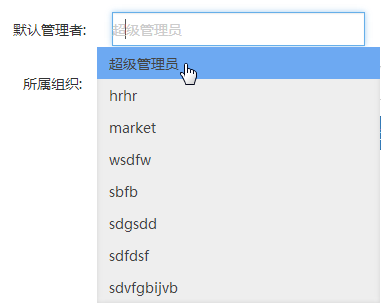 默认管理者: 超级管理员
超级管理员
所属组织:
hrhr
market
wsdfw
sbfb
sdgsdd
sdfdsf
sdvfgbijvb